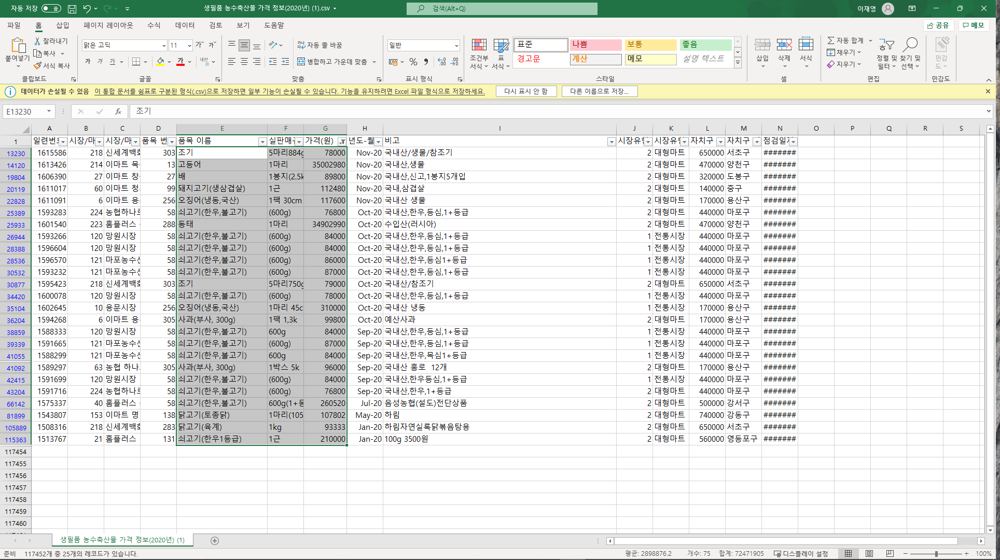 자동 저장 끔 생필품 농수축산물 가격 정보(2020년) (1).csv 검색(Alt+Q) 이재영
파일 홈 삽입 페이지 레이아웃 수식 데이터 검토 보기 도움말 공유 메모
붙여넣기 잘라내기 복사 서식 복사 클립보드
맑은 고딕 11 가 가 가 가 가 가 내천 글꼴
가나다 자동 줄 바꿈 병합하고 가운데 맞춤 맞춤
일반 % 표시 형식
조건부 서식 표 서식 표준 나쁨 보통 좋음
경고문 계산 메모 설명 텍스트 스타일
삽입 삭제 서식 셀
자동 합계 채우기 지우기 정렬 및 필터 찾기 및 선택 편집
민감도 민감도
데이터가 손실될 수 있음 이 통합 문서를 쉼표로 구분된 형식(.csv)으로 저장하면 일부 기능이 손실될 수 있습니다. 기능을 유지하려면 Excel 파일 형식으로 저장하세요. 다시 표시 안 함 다른 이름으로 저장...
E13230 fx 조기
A B C D E F G H I J K L M N O P Q R S
1 일련번호 시장/마 시장/마 품목 번 품목 이름 실판매 가격(원) 년도-월 비고 시장유형 시장유형 자치구 자치구 점검일자
13230 1615586 218 신세계백화 303 조기 5마리884g 78000 Nov-20 국내산/생물/참조기 2 대형마트 650000 서초구 #######
14120 1613426 214 이마트 목 13 고등어 1마리 35002980 Nov-20 국내산,생물 2 대형마트 470000 양천구 #######
19804 1606390 27 이마트 창 27 배 1봉지(2.5k 89800 Nov-20 국내산,신고,1봉지5개입 2 대형마트 320000 도봉구 #######
20119 1611017 60 이마트 청 99 돼지고기(생삼겹살) 1근 112480 Nov-20 국내,삼겹살 2 대형마트 140000 중구 #######
22828 1611091 6 이마트 용 256 오징어(냉동,국산) 1팩 30cm 117600 Nov-20 국내산 생물 2 대형마트 170000 용산구 #######
25389 1593283 224 농협하나로 58 쇠고기(한우,불고기) (600g) 76800 Oct-20 국내산,한우,등심,1+등급 2 대형마트 440000 마포구 #######
25933 1601540 223 홈플러스 288 동태 1마리 34902990 Oct-20 수입산(러시아) 2 대형마트 470000 양천구 #######
26944 1593266 120 망원시장 58 쇠고기(한우,불고기) (600g) 84000 Oct-20 국내산,한우,등심,1+등급 1 전통시장 440000 마포구 #######
28388 1596604 120 망원시장 58 쇠고기(한우,불고기) (600g) 84000 Oct-20 국내산,한우,등심,1+등급 1 전통시장 440000 마포구 #######
28536 1596570 121 마포농수산 58 쇠고기(한우,불고기) (600g) 86000 Oct-20 국내산,한우,등심1+등급 1 전통시장 440000 마포구 #######
30532 1593232 121 마포농수산 58 쇠고기(한우,불고기) (600g) 87000 Oct-20 국내산,한우,등심,1+등급 1 전통시장 440000 마포구 #######
30877 1595423 218 신세계백화 303 조기 5마리750g 79000 Oct-20 국내산/참조기 2 대형마트 650000 서초구 #######
34420 1600078 120 망원시장 58 쇠고기(한우,불고기) (600g) 78000 Oct-20 국내산,한우,등심,1+등급 1 전통시장 440000 마포구 #######
35104 1602645 10 용문시장 256 오징어(냉동,국산) 1마리 45c 310000 Oct-20 국내산 냉동 1 전통시장 170000 용산구 #######
36204 1594268 6 이마트 용 305 사과(부사, 300g) 1팩 1,3k 99800 Oct-20 예산사과 2 대형마트 170000 용산구 #######
38859 1588333 120 망원시장 58 쇠고기(한우,불고기) 600g 84000 Sep-20 국내산,한우,등심,1+등급 1 전통시장 440000 마포구 #######
39339 1591665 121 마포농수산 58 쇠고기(한우,불고기) (600g) 87000 Sep-20 국내산,한우,등심,1+등급 1 전통시장 440000 마포구 #######
41055 1588299 121 마포농수산 58 쇠고기(한우,불고기) 600g 84000 Sep-20 국내산,한우,목심1+등급 1 전통시장 440000 마포구 #######
41092 1589297 63 농협 하나 305 사과(부사, 300g) 1박스 5k 96000 Sep-20 국내산 홍로 12개 2 대형마트 170000 용산구 #######
42415 1591699 120 망원시장 58 쇠고기(한우,불고기) (600g) 84000 Sep-20 국내산,한우등심,1+등급 1 전통시장 440000 마포구 #######
43204 1591716 224 농협하나로 58 쇠고기(한우,불고기) (600g) 76800 Sep-20 국내산,한우,1+등급 2 대형마트 440000 마포구 #######
66142 1575337 40 홈플러스 58 쇠고기(한우,불고기) 600g(1+등 260520 Jul-20 음성농협(설도)전단상품 2 대형마트 500000 강서구 #######
81899 1543807 153 이마트 명 138 닭고기(토종닭) 1마리(105 107802 May-20 하림 2 대형마트 740000 강동구 #######
105889 1508316 218 신세계백화 283 닭고기(육계) 1kg 93333 Jan-20 하림자연실록닭볶음탕용 2 대형마트 650000 서초구 #######
115363 1513767 21 홈플러스 131 쇠고기(한우1등급) 1근 210000 Jan-20 100g 3500원 2 대형마트 560000 영등포구 #######
117454
117455
117456
117457
117458
117459
117460
생필품 농수축산물 가격 정보(2020년) (1)
준비 117452개 중 25개의 레코드가 있습니다. 평균: 2898876.2 개수: 75 합계: 72471905 디스플레이 설정 100%